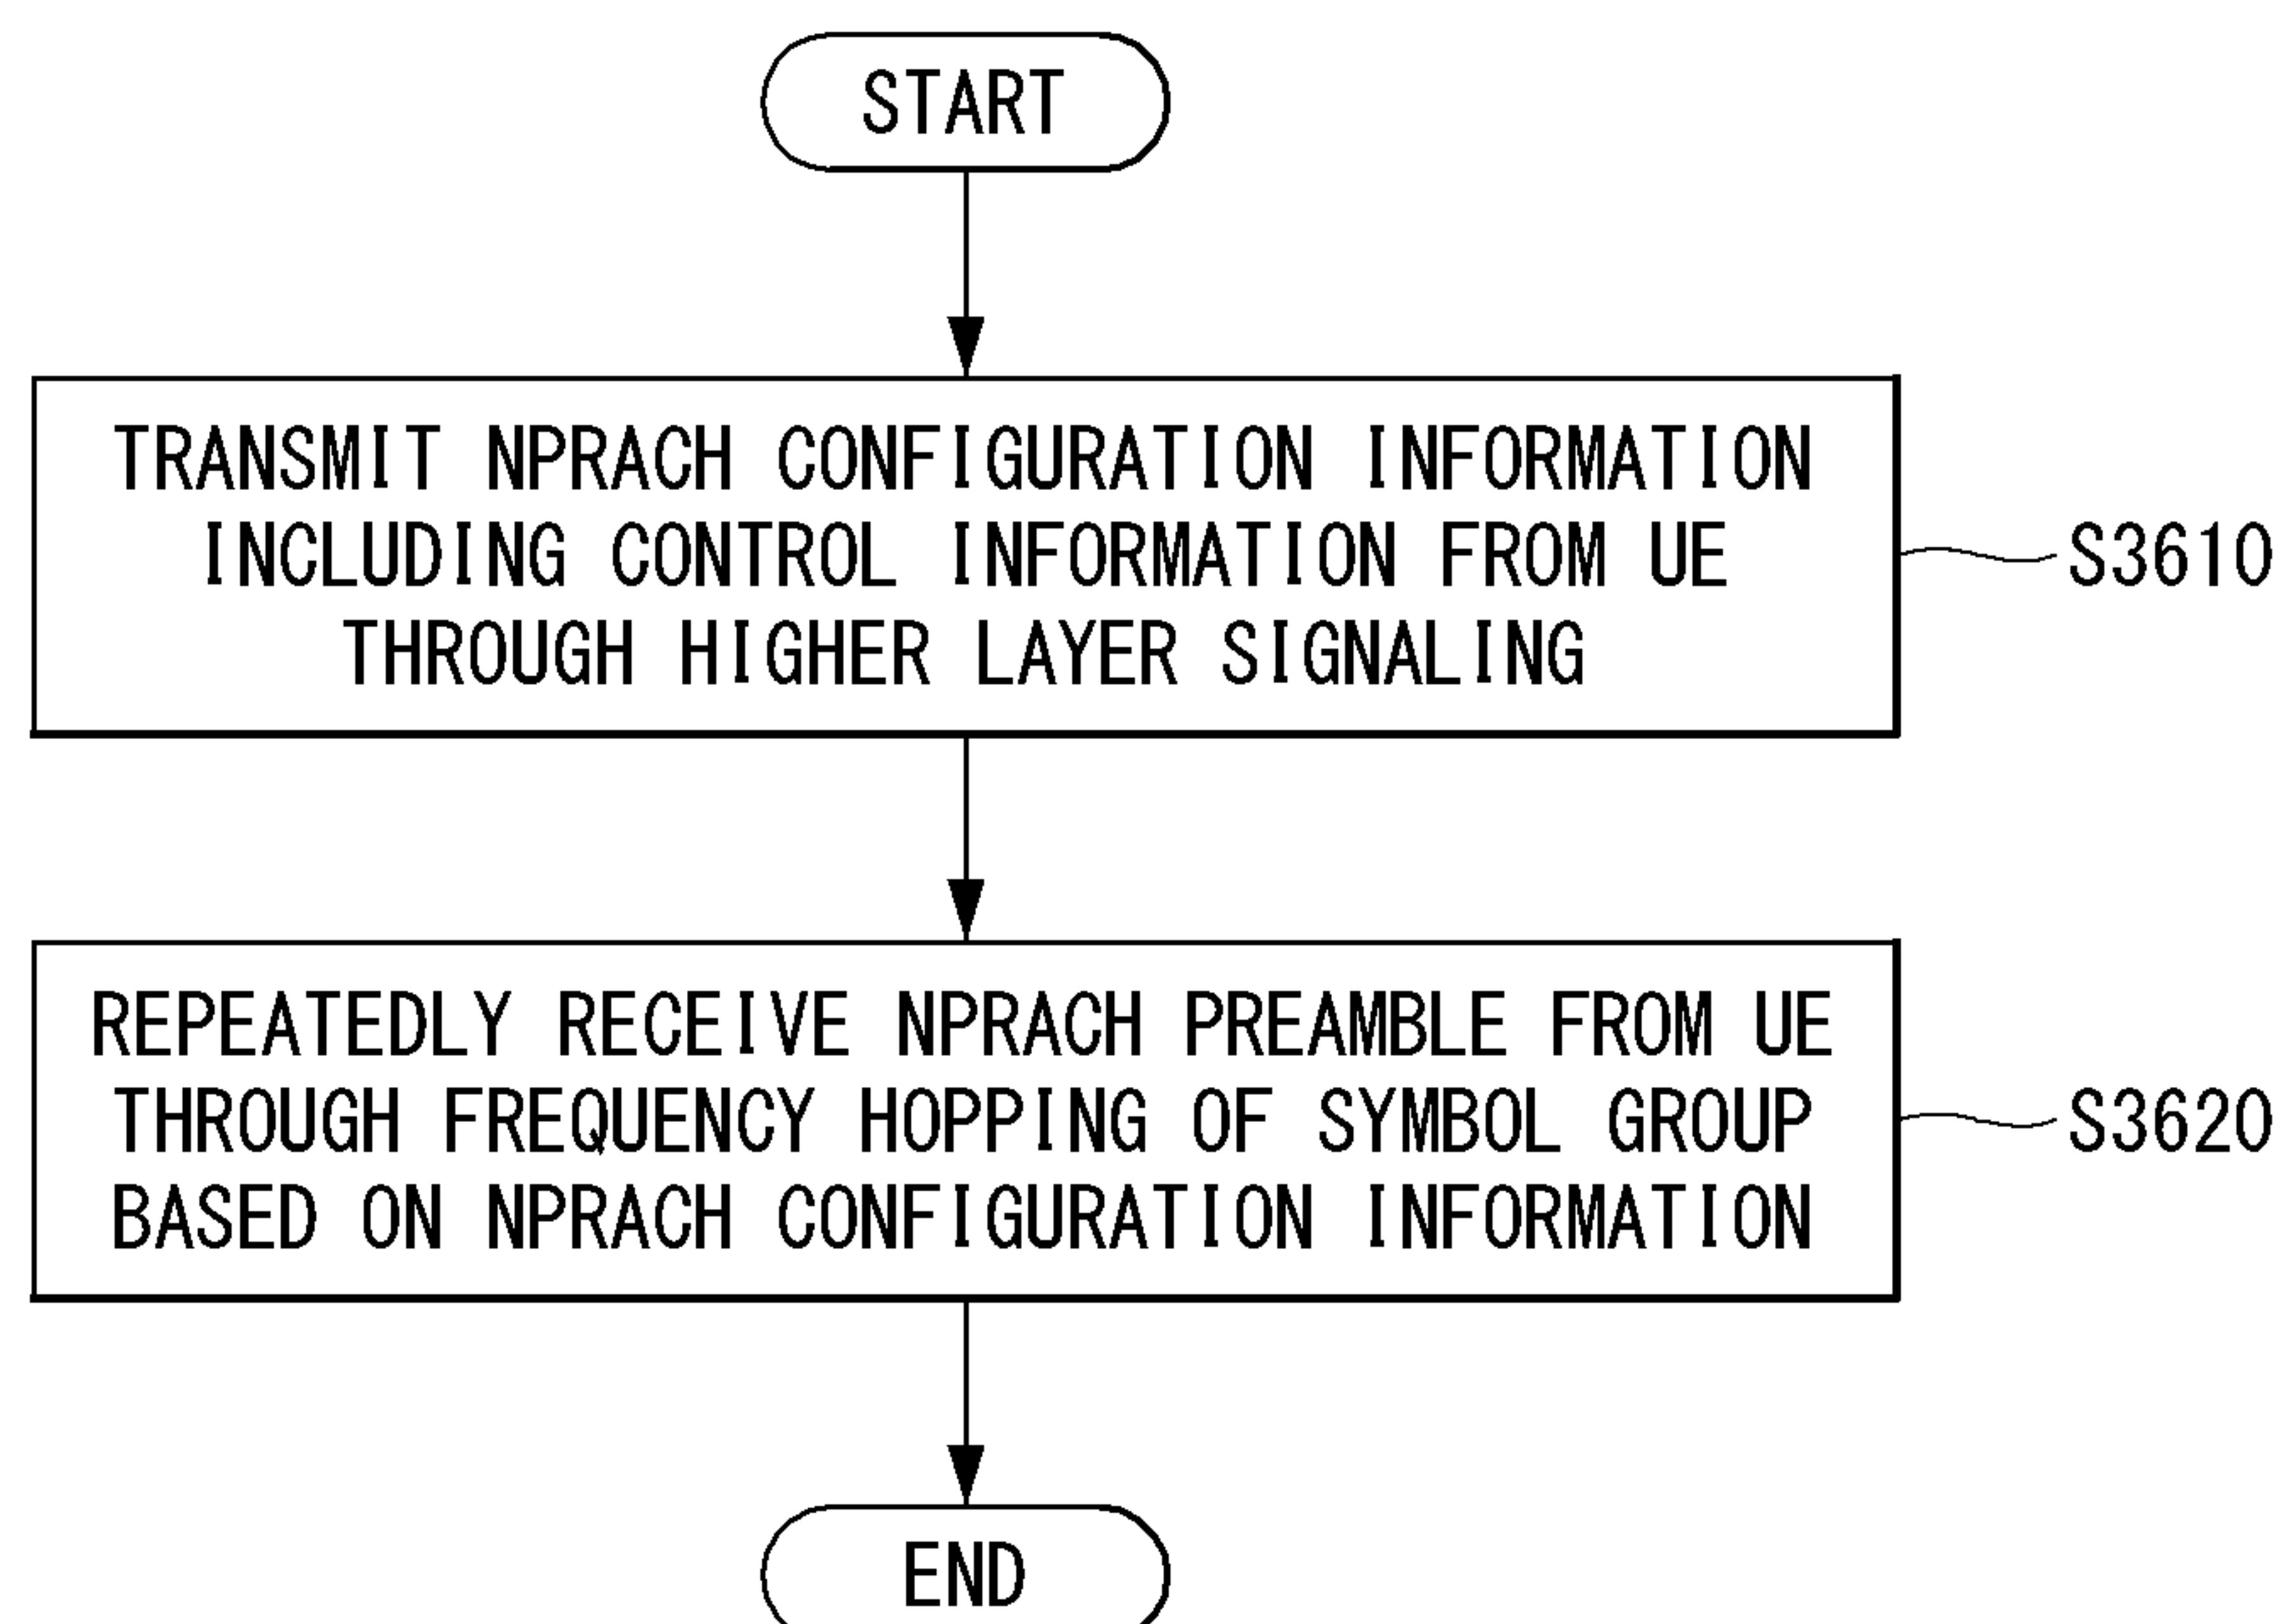 START
TRANSMIT NPRACH CONFIGURATION INFORMATION
INCLUDING CONTROL INFORMATION FROM UE
THROUGH HIGHER LAYER SIGNALING
S3610
REPEATEDLY RECEIVE NPRACH PREAMBLE FROM UE
THROUGH FREQUENCY HOPPING OF SYMBOL GROUP
BASED ON NPRACH CONFIGURATION INFORMATION
S3620
END